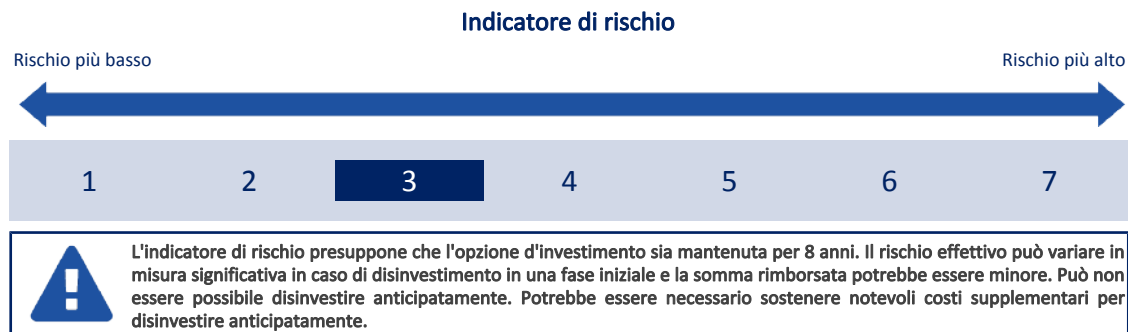 Indicatore di rischio
Rischio più basso
Rischio più alto
1 2 3 4 5 6 7
L'indicatore di rischio presuppone che l'opzione d'investimento sia mantenuta per 8 anni. Il rischio effettivo può variare in
misura significativa in caso di disinvestimento in una fase iniziale e la somma rimborsata potrebbe essere minore. Può non
essere possibile disinvestire anticipatamente. Potrebbe essere necessario sostenere notevoli costi supplementari per
disinvestire anticipatamente.